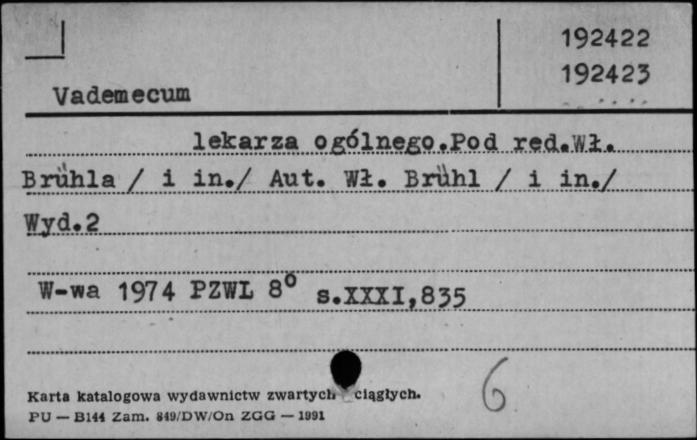 192422
192423
Vademecum
lekarza ogólnego.Pod red.Wł.
Brühla / i in./ Aut. Wł. Brühl / i in./
Wyd.2
W-wa 1974 PZWL 8° s.XXXI,835
6
Karta katalogowa wydawnictw zwartych ciągłych.
PU — B144 Zam. 849/DW/On ZGG — 1991